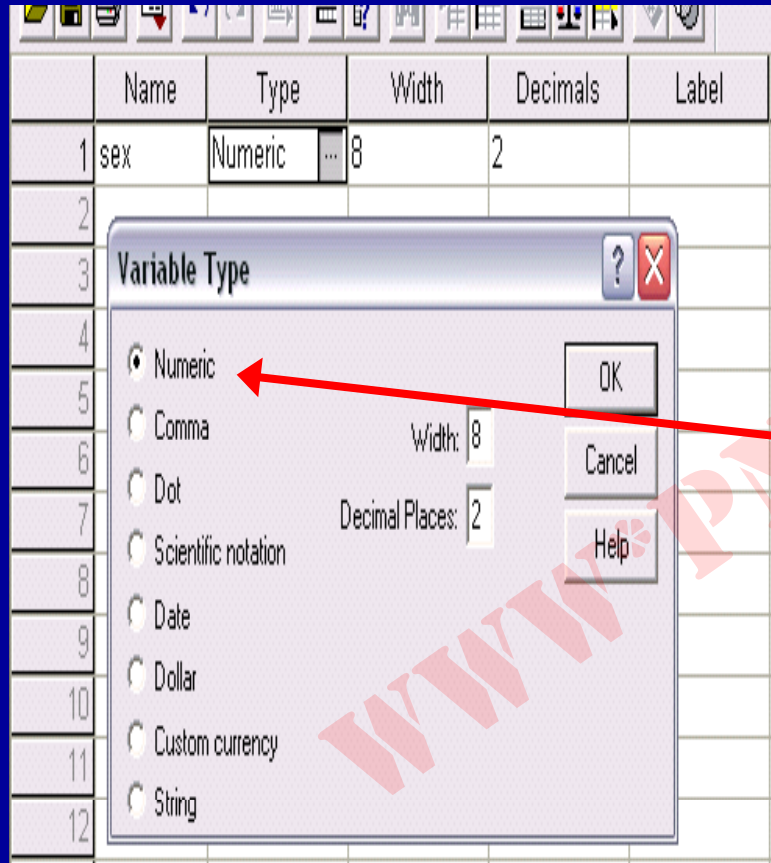 Name Type Width Decimals Label
1 sex Numeric ... 8 2
2
3
4
5
6
7
8
9
10
11
12
Variable Type ?
Numeric
Comma
Dot
Scientific notation
Date
Dollar
Custom currency
String
Width: 8
Decimal Places: 2
OK
Cancel
Help